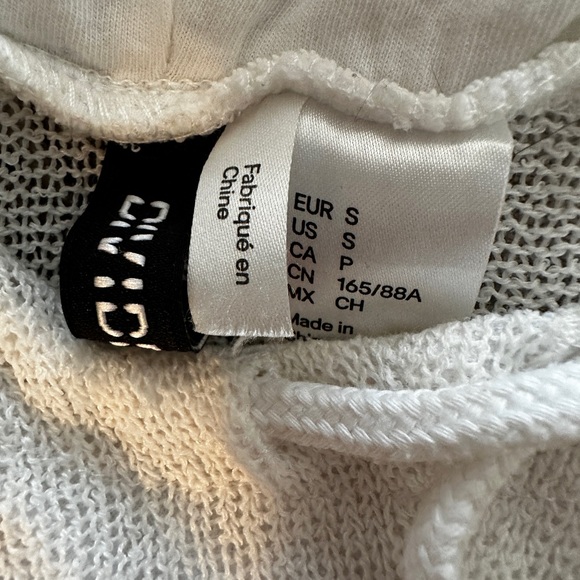 Fabriqué en
Chine
EUR S
US S
CA P
CN 165/88A
MX CH
Made in